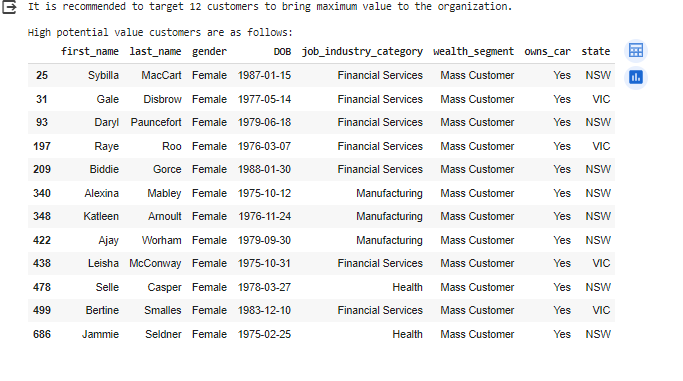 It is recommended to target 12 customers to bring maximum value to the organization.
High potential value customers are as follows:
first_name last_name gender DOB job_industry_category wealth_segment owns_car state
25 Sybilla MacCart Female 1987-01-15 Financial Services Mass Customer Yes NSW
31 Gale Disbrow Female 1977-05-14 Financial Services Mass Customer Yes VIC
93 Daryl Pauncefort Female 1979-06-18 Financial Services Mass Customer Yes NSW
197 Raye Roo Female 1976-03-07 Financial Services Mass Customer Yes VIC
209 Biddie Gorce Female 1988-01-30 Financial Services Mass Customer Yes NSW
340 Alexina Mabley Female 1975-10-12 Manufacturing Mass Customer Yes NSW
348 Katleen Arnoult Female 1976-11-24 Manufacturing Mass Customer Yes NSW
422 Ajay Worham Female 1979-09-30 Manufacturing Mass Customer Yes NSW
438 Leisha McConway Female 1975-10-31 Financial Services Mass Customer Yes VIC
478 Selle Casper Female 1978-03-27 Health Mass Customer Yes NSW
499 Bertine Smalles Female 1983-12-10 Financial Services Mass Customer Yes VIC
686 Jammie Seldner Female 1975-02-25 Health Mass Customer Yes NSW